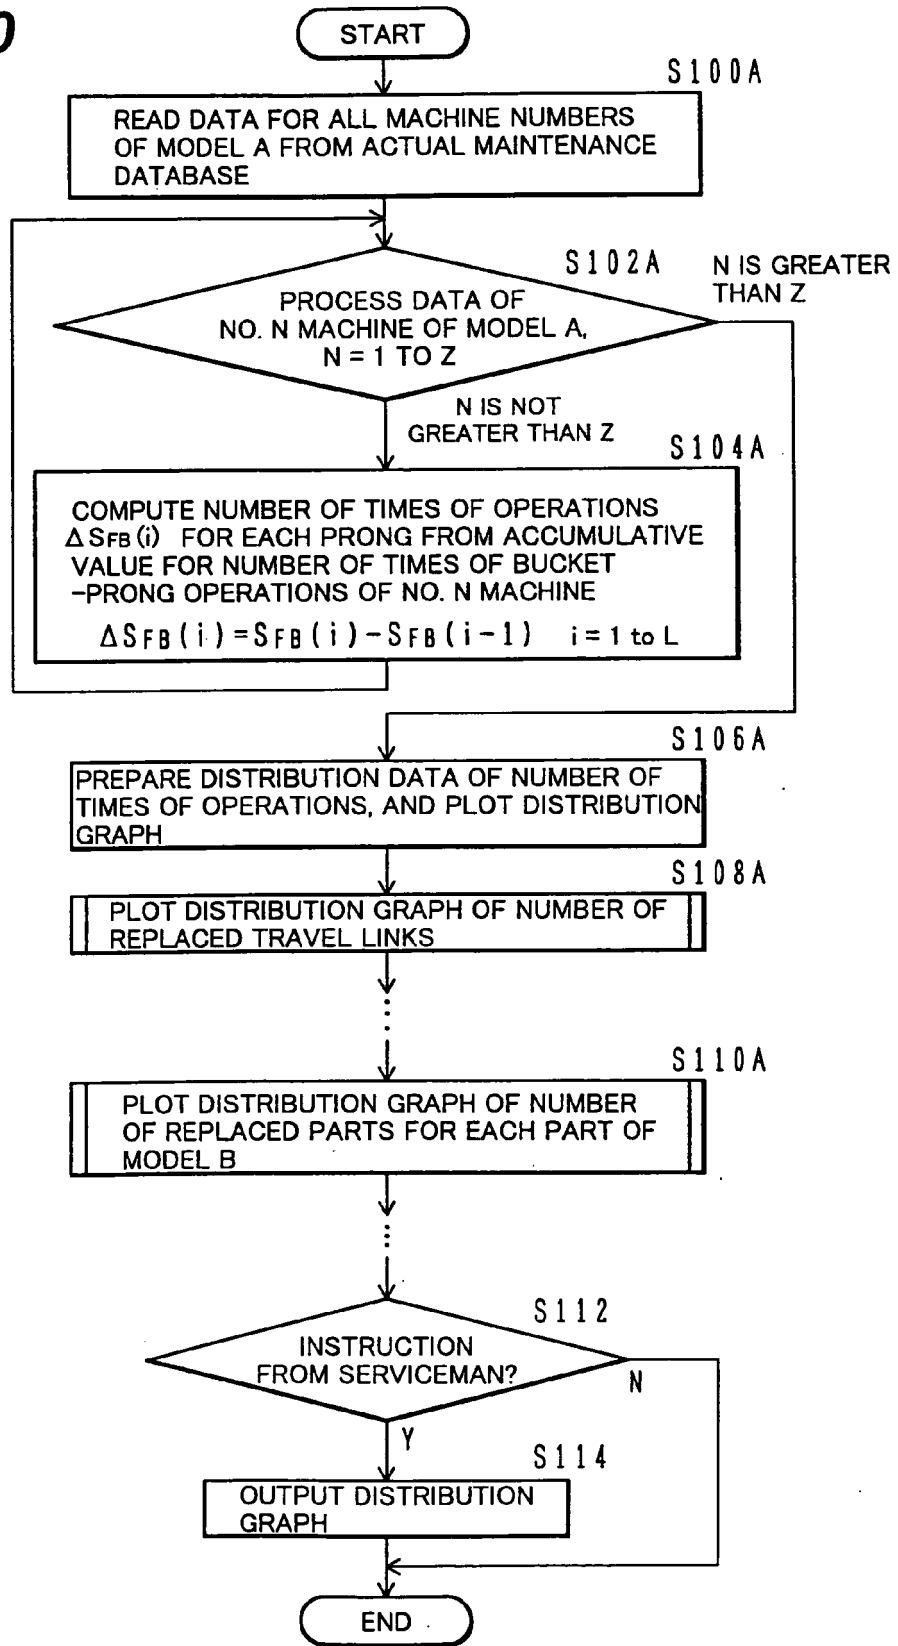 START
S100A
READ DATA FOR ALL MACHINE NUMBERS
OF MODEL A FROM ACTUAL MAINTENANCE
DATABASE
S102A
N IS GREATER
THAN Z
PROCESS DATA OF
NO. N MACHINE OF MODEL A,
N = 1 TO Z
N IS NOT
GREATER THAN Z
S104A
COMPUTE NUMBER OF TIMES OF OPERATIONS
ΔSFB(i) FOR EACH PRONG FROM ACCUMULATIVE
VALUE FOR NUMBER OF TIMES OF BUCKET
-PRONG OPERATIONS OF NO. N MACHINE
ΔSFB(i)=SFB(i)-SFB(i-1) i = 1 to L
S106A
PREPARE DISTRIBUTION DATA OF NUMBER OF
TIMES OF OPERATIONS, AND PLOT DISTRIBUTION
GRAPH
S108A
PLOT DISTRIBUTION GRAPH OF NUMBER OF
REPLACED TRAVEL LINKS
S110A
PLOT DISTRIBUTION GRAPH OF NUMBER
OF REPLACED PARTS FOR EACH PART OF
MODEL B
S112
INSTRUCTION
FROM SERVICEMAN?
N
Y
S114
OUTPUT DISTRIBUTION
GRAPH
END